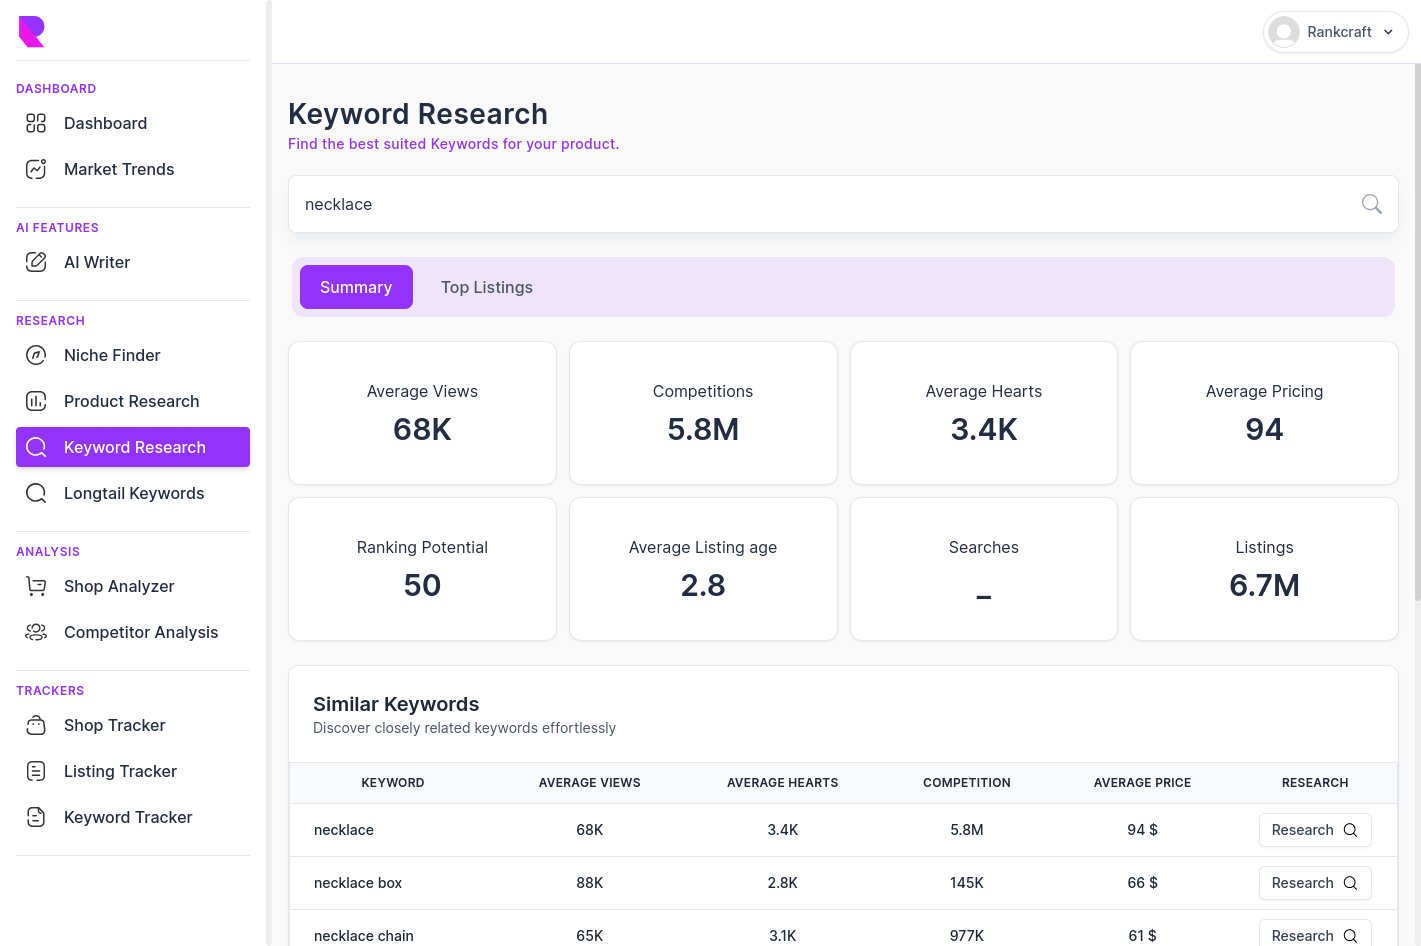 Rankcraft
DASHBOARD
Dashboard
Market Trends
AI FEATURES
AI Writer
RESEARCH
Niche Finder
Product Research
Keyword Research
Longtail Keywords
ANALYSIS
Shop Analyzer
Competitor Analysis
TRACKERS
Shop Tracker
Listing Tracker
Keyword Tracker
Keyword Research
Find the best suited Keywords for your product.
necklace
Summary Top Listings
Average Views Competitions Average Hearts Average Pricing
68K 5.8M 3.4K 94
Ranking Potential Average Listing age Searches Listings
50 2.8 _ 6.7M
Similar Keywords
Discover closely related keywords effortlessly
KEYWORD AVERAGE VIEWS AVERAGE HEARTS COMPETITION AVERAGE PRICE RESEARCH
necklace 68K 3.4K 5.8M 94 $ Research
necklace box 88K 2.8K 145K 66 $ Research
necklace chain 65K 3.1K 977K 61 $ Research